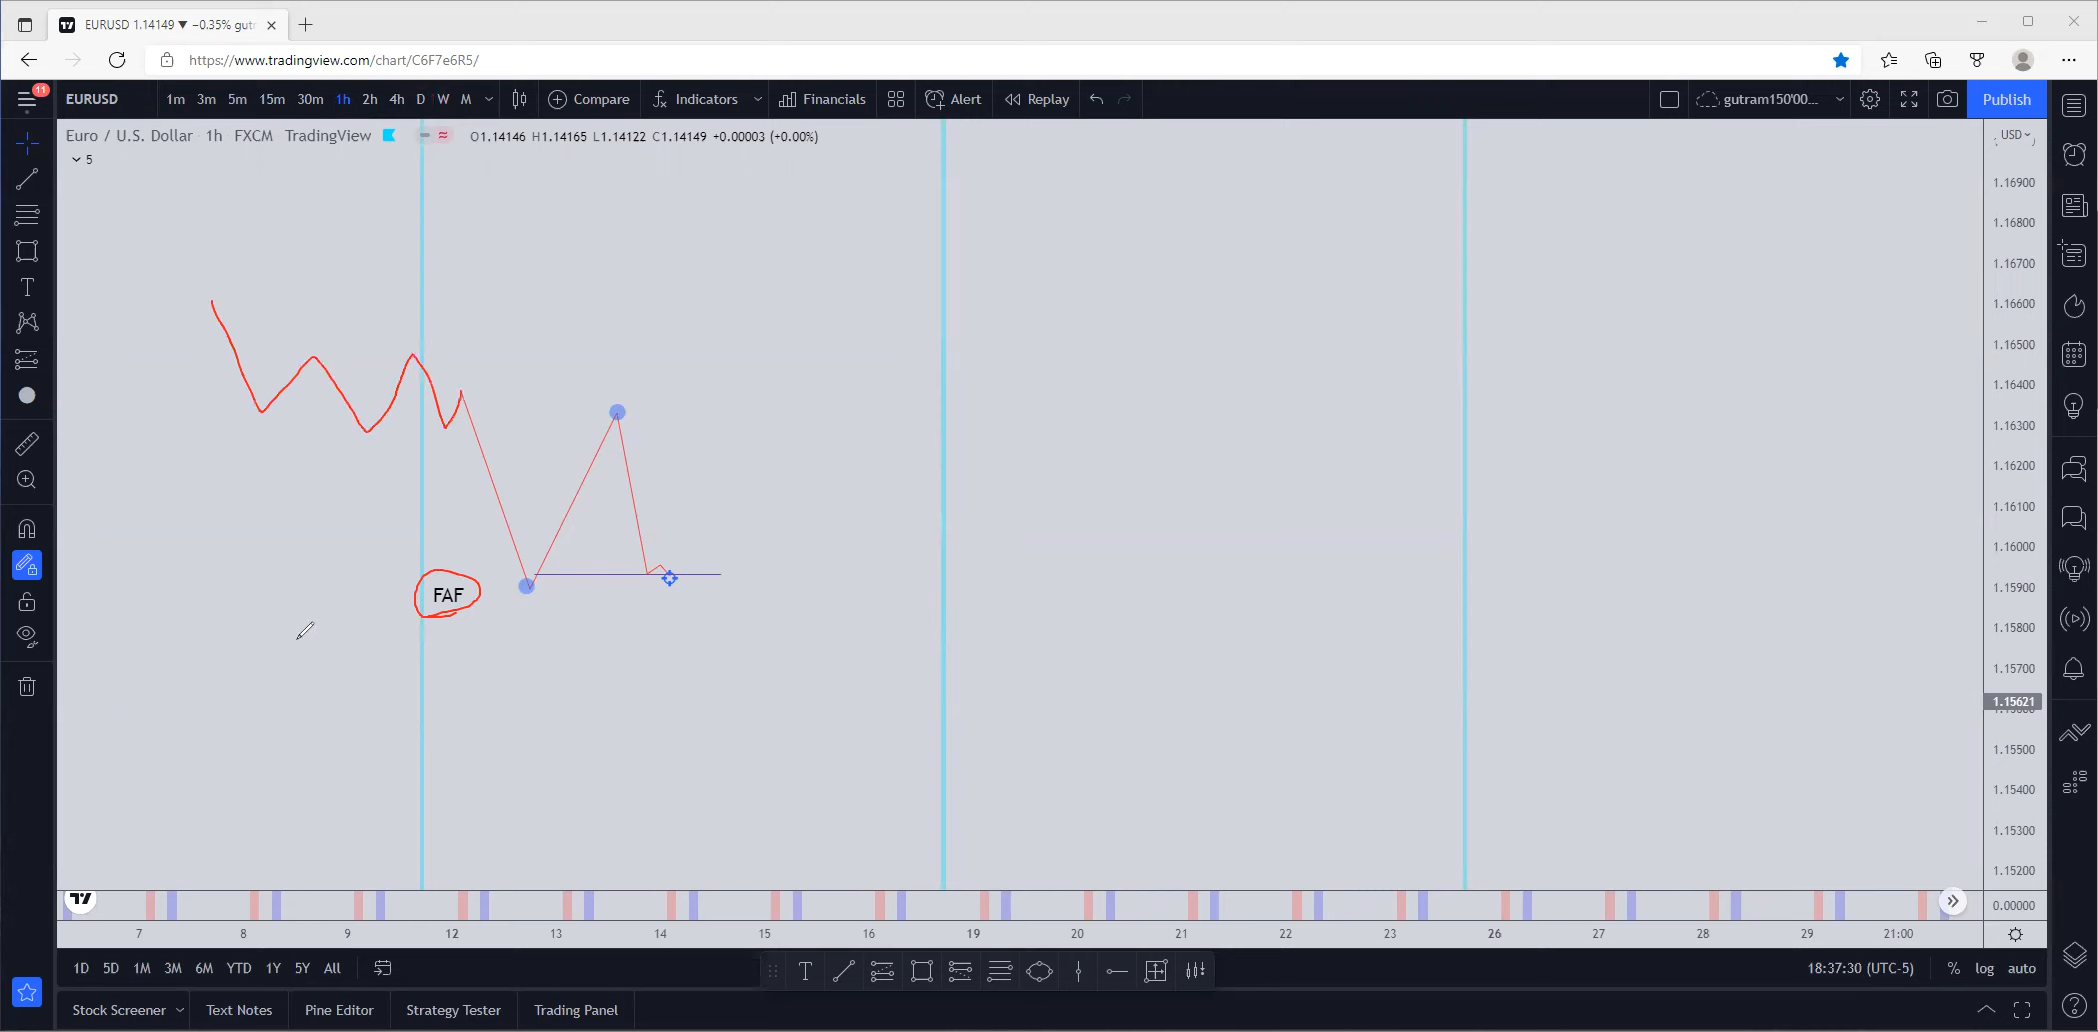 EURUSD 1.14149 ▼ −0.35% gut
https://www.tradingview.com/chart/C6F7e6R5/
11
EURUSD 1m 3m 5m 15m 30m 1h 2h 4h D W M Compare Indicators Financials Alert Replay gutram150'00... Publish
Euro / U.S. Dollar 1h FXCM TradingView O1.14146 H1.14165 L1.14122 C1.14149 +0.00003 (+0.00%)
5
USD
1.16900
1.16800
1.16700
1.16600
1.16500
1.16400
1.16300
1.16200
1.16100
1.16000
1.15900
1.15800
1.15700
1.15621
1.15500
1.15400
1.15300
1.15200
0.00000
FAF
7 8 9 12 13 14 15 16 19 20 21 22 23 26 27 28 29 21:00
1D 5D 1M 3M 6M YTD 1Y 5Y All
T
18:37:30 (UTC-5) % log auto
Stock Screener Text Notes Pine Editor Strategy Tester Trading Panel